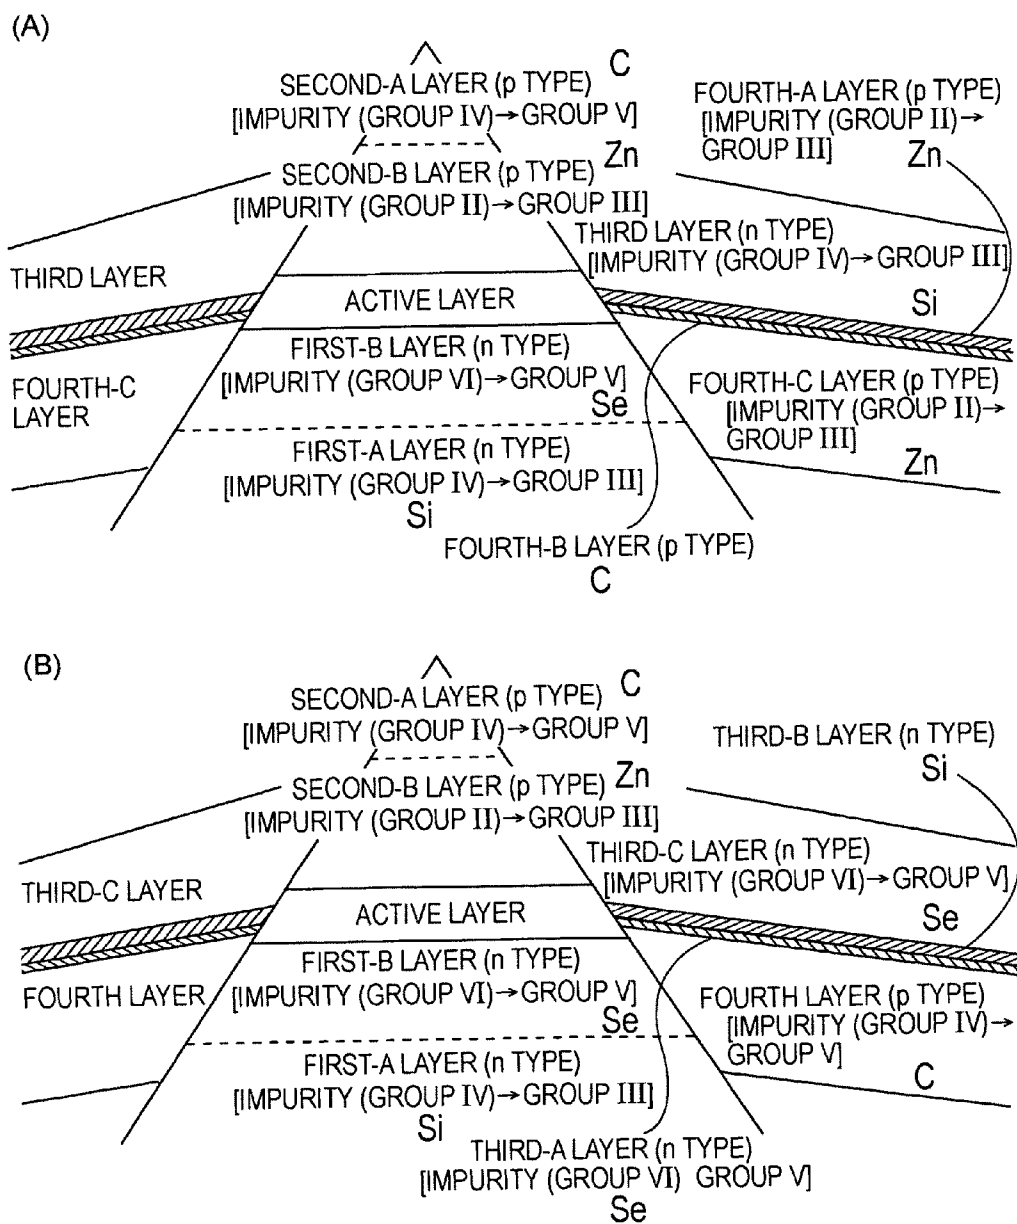 (A)
SECOND-A LAYER (p TYPE) C
[IMPURITY (GROUP IV)→GROUP V]
SECOND-B LAYER (p TYPE) Zn
[IMPURITY (GROUP II)→GROUP III]
FOURTH-A LAYER (p TYPE)
[IMPURITY (GROUP II)→
GROUP III]
Zn
THIRD LAYER (n TYPE)
[IMPURITY (GROUP IV)→GROUP III]
Si
THIRD LAYER
ACTIVE LAYER
FIRST-B LAYER (n TYPE)
[IMPURITY (GROUP VI)→GROUP V]
Se
FOURTH-C
LAYER
FOURTH-C LAYER (p TYPE)
[IMPURITY (GROUP II)→
GROUP III]
Zn
FIRST-A LAYER (n TYPE)
[IMPURITY (GROUP IV)→GROUP III]
Si
FOURTH-B LAYER (p TYPE)
C
(B)
SECOND-A LAYER (p TYPE) C
[IMPURITY (GROUP IV)→GROUP V]
SECOND-B LAYER (p TYPE) Zn
[IMPURITY (GROUP II)→GROUP III]
THIRD-B LAYER (n TYPE)
Si
THIRD-C LAYER (n TYPE)
[IMPURITY (GROUP VI)→GROUP V]
Se
THIRD-C LAYER
ACTIVE LAYER
FIRST-B LAYER (n TYPE)
[IMPURITY (GROUP VI)→GROUP V]
Se
FOURTH LAYER
FOURTH LAYER (p TYPE)
[IMPURITY (GROUP IV)→
GROUP V]
C
FIRST-A LAYER (n TYPE)
[IMPURITY (GROUP IV)→GROUP III]
Si
THIRD-A LAYER (n TYPE)
[IMPURITY (GROUP VI) GROUP V]
Se